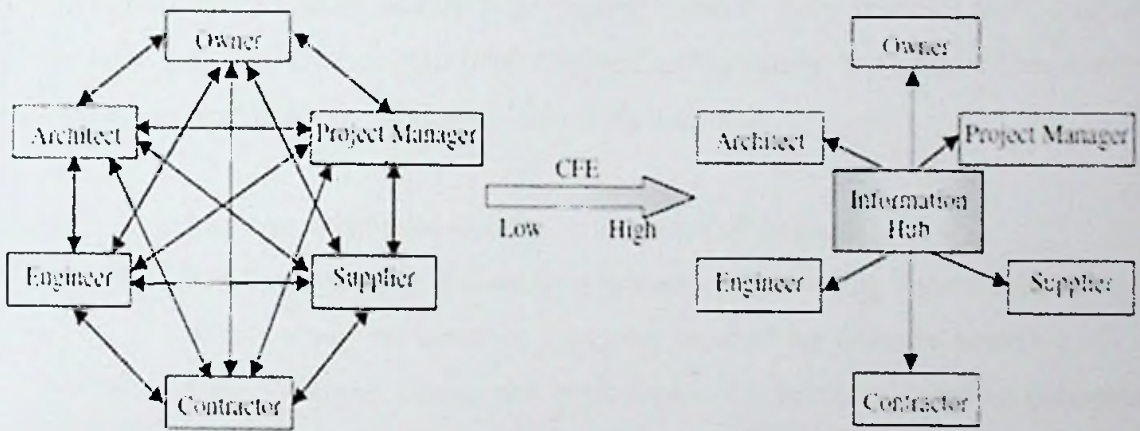 Owner
Architect
Project Manager
Engineer
Supplier
Contractor
CFE
Low
High
Owner
Architect
Project Manager
Information
Hub
Engineer
Supplier
Contractor